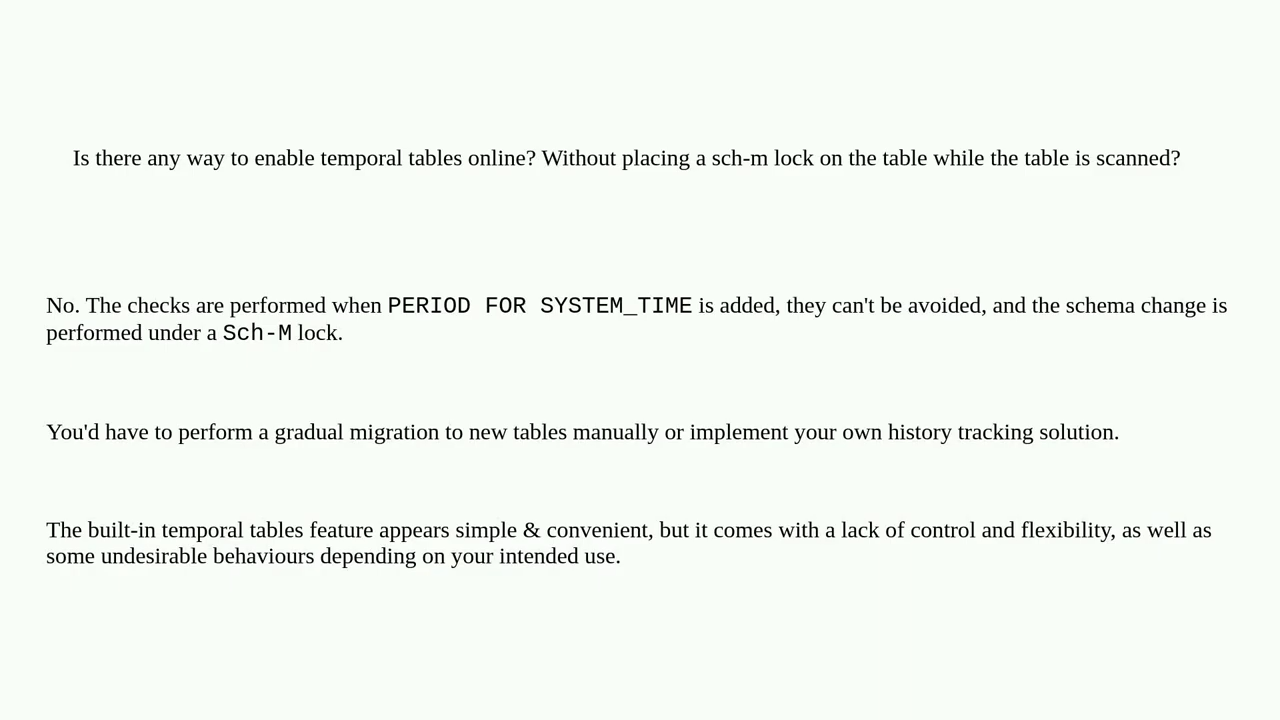 Is there any way to enable temporal tables online? Without placing a sch-m lock on the table while the table is scanned?
No. The checks are performed when PERIOD FOR SYSTEM_TIME is added, they can't be avoided, and the schema change is
performed under a Sch-M lock.
You'd have to perform a gradual migration to new tables manually or implement your own history tracking solution.
The built-in temporal tables feature appears simple & convenient, but it comes with a lack of control and flexibility, as well as
some undesirable behaviours depending on your intended use.